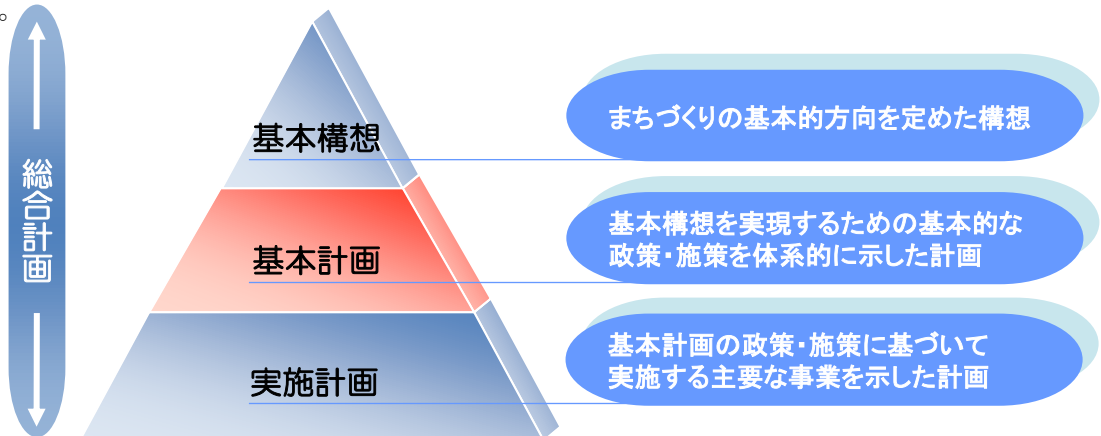 。
総合計画
基本構想
まちづくりの基本的方向を定めた構想
基本計画
基本構想を実現するための基本的な
政策・施策を体系的に示した計画
実施計画
基本計画の政策・施策に基づいて
実施する主要な事業を示した計画